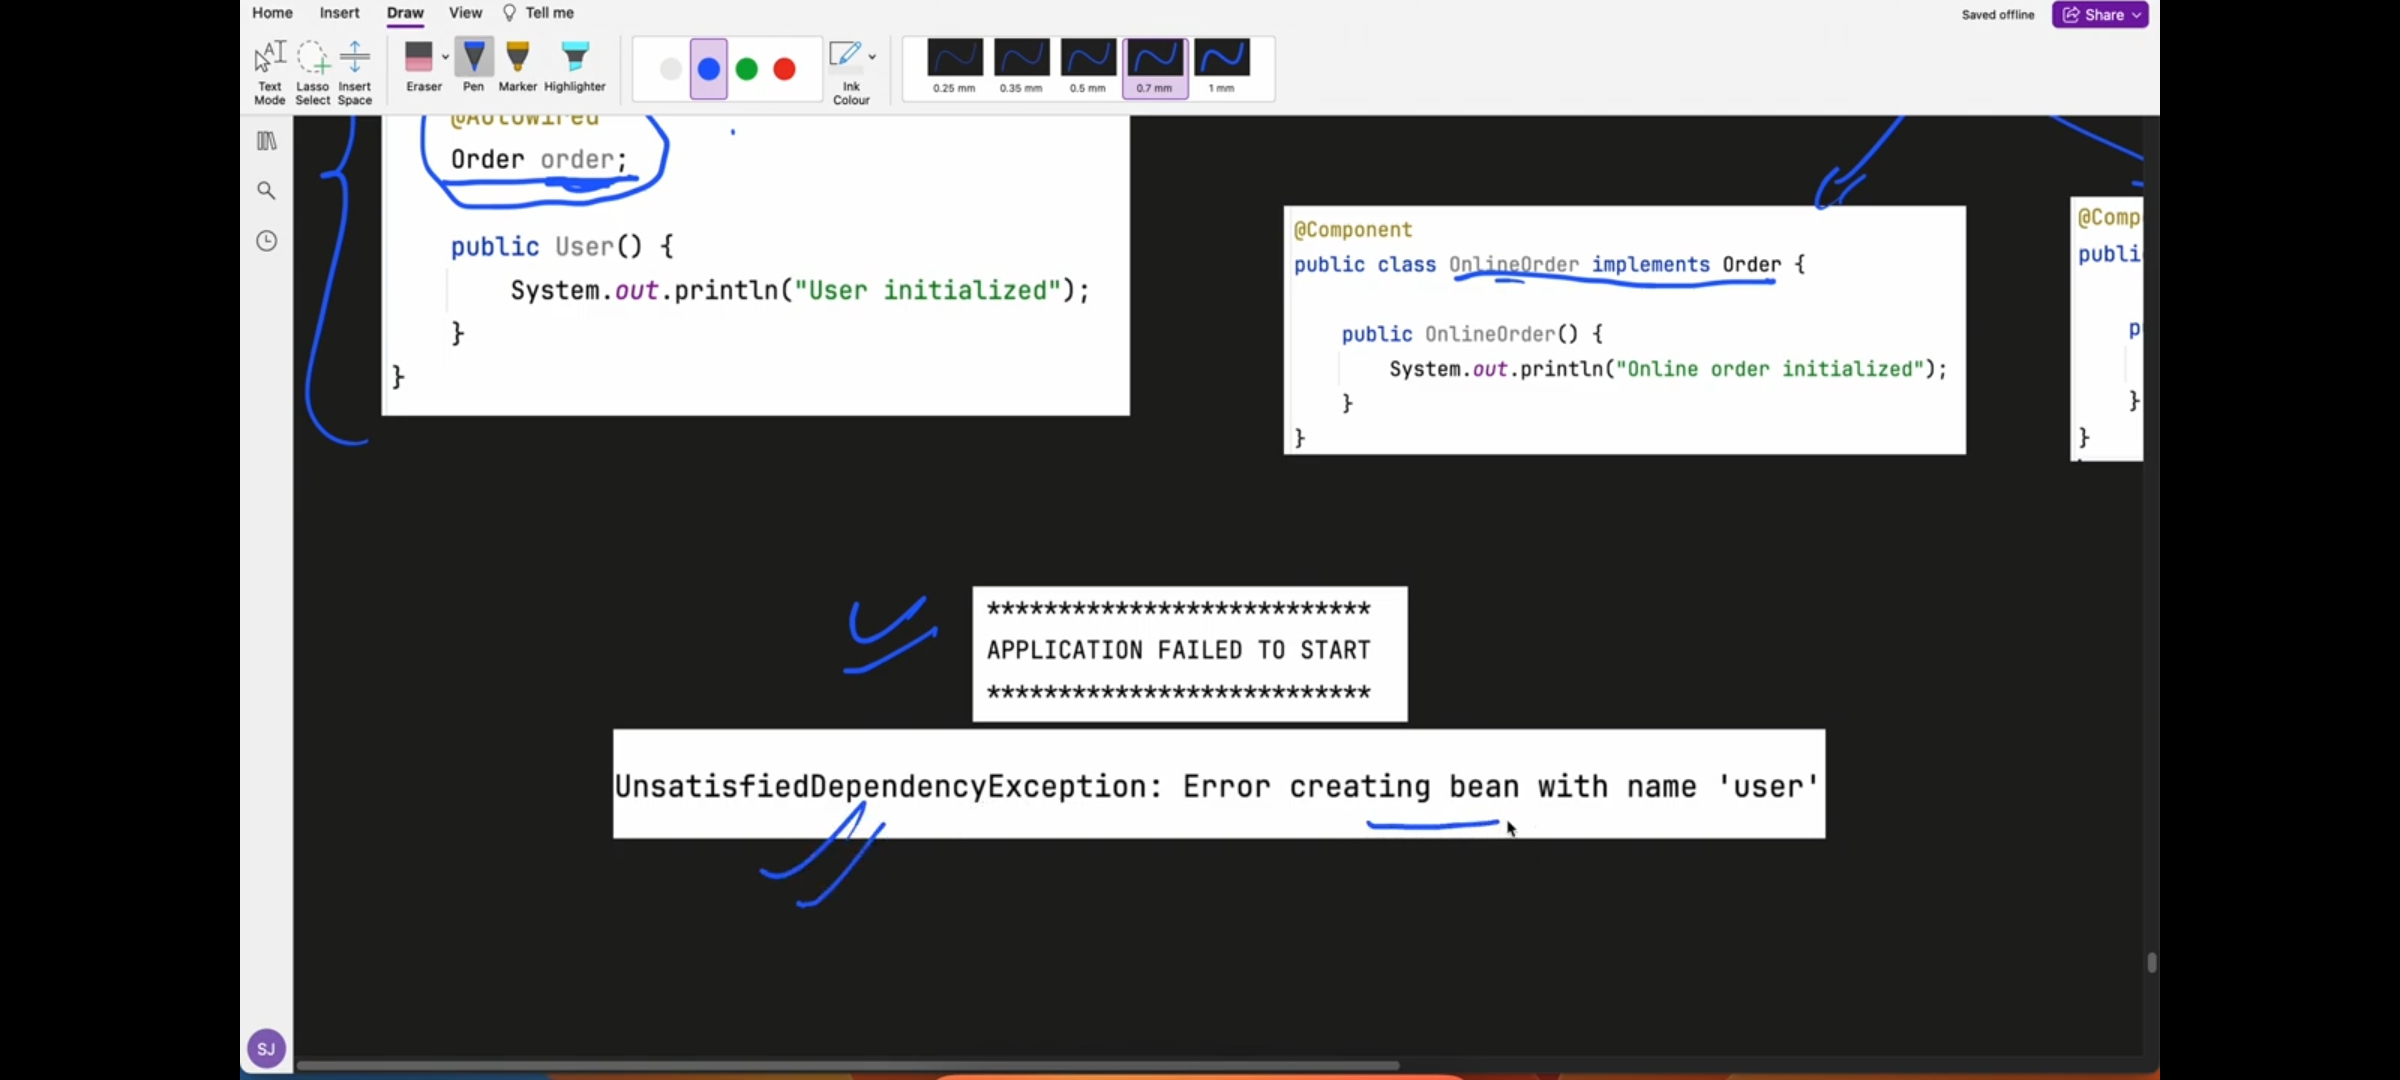 Home Insert Draw View Tell me
Saved offline
Share
Text Mode
Lasso Select
Insert Space
Eraser
Pen
Marker
Highlighter
Ink Colour
0.25 mm
0.35 mm
0.5 mm
0.7 mm
1 mm
@Autowired
Order order;
public User() {
System.out.println("User initialized");
}
}
@Component
public class OnlineOrder implements Order {
public OnlineOrder() {
System.out.println("Online order initialized");
}
}
@Comp
publi
p
}
}
***************************
APPLICATION FAILED TO START
***************************
UnsatisfiedDependencyException: Error creating bean with name 'user'
SJ